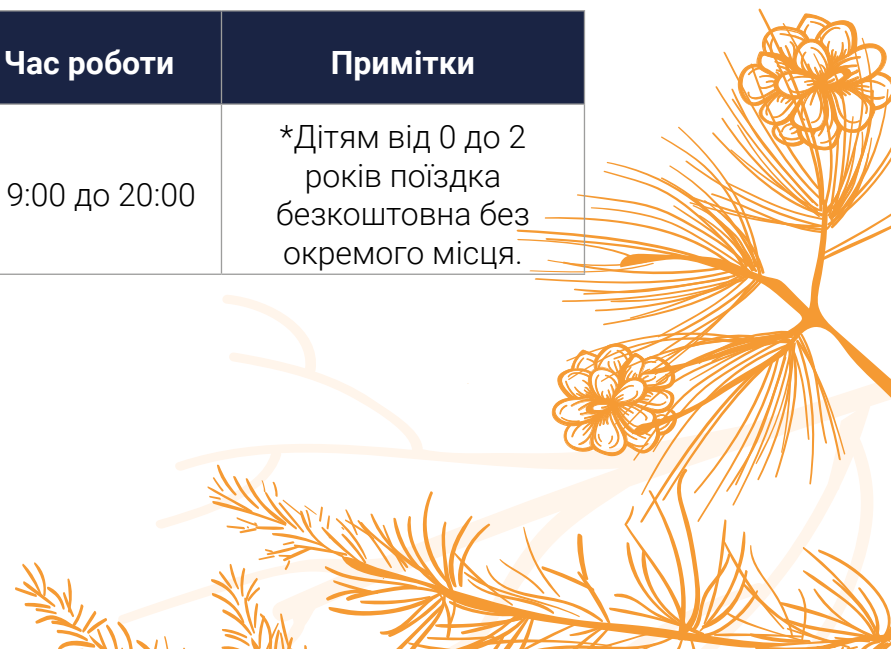 Час роботи
Примітки
9:00 до 20:00
*Дітям від 0 до 2
років поїздка
безкоштовна без
окремого місця.